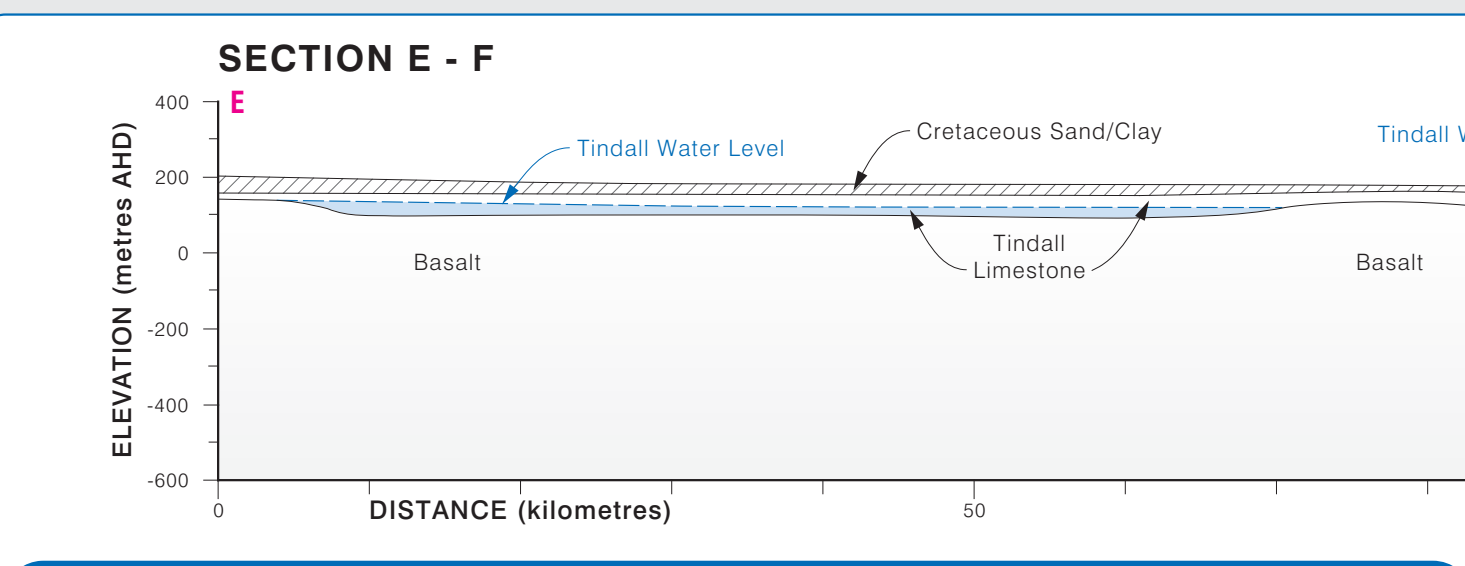 SECTION E - F
E
400
200
0
-200
-400
-600
ELEVATION (metres AHD)
Tindall Water Level
Cretaceous Sand/Clay
Tindall
Basalt
Tindall
Limestone
Basalt
0
DISTANCE (kilometres)
50